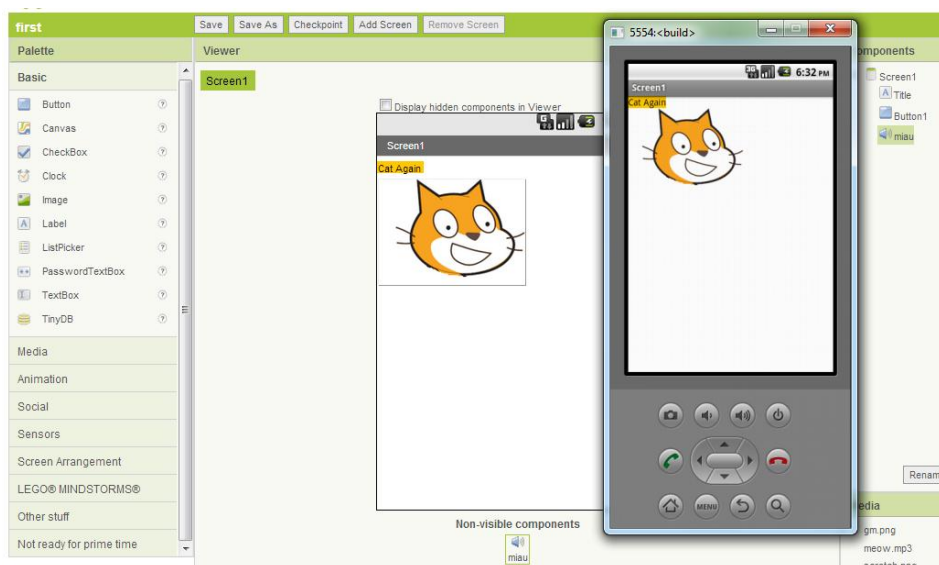 first
Save
Save As
Checkpoint
Add Screen
Remove Screen
Palette
Viewer
Basic
Button
Canvas
CheckBox
Clock
Image
Label
ListPicker
PasswordTextBox
TextBox
TinyDB
Media
Animation
Social
Sensors
Screen Arrangement
LEGO® MINDSTORMS®
Other stuff
Not ready for prime time
Screen1
Display hidden components in Viewer
Screen1
Cat Again
Non-visible components
miau
5554:<build>
3G
6:32 PM
Screen1
Cat Again
MENU
omponents
Screen1
Title
Button1
miau
Renam
edia
gm.png
meow.mp3